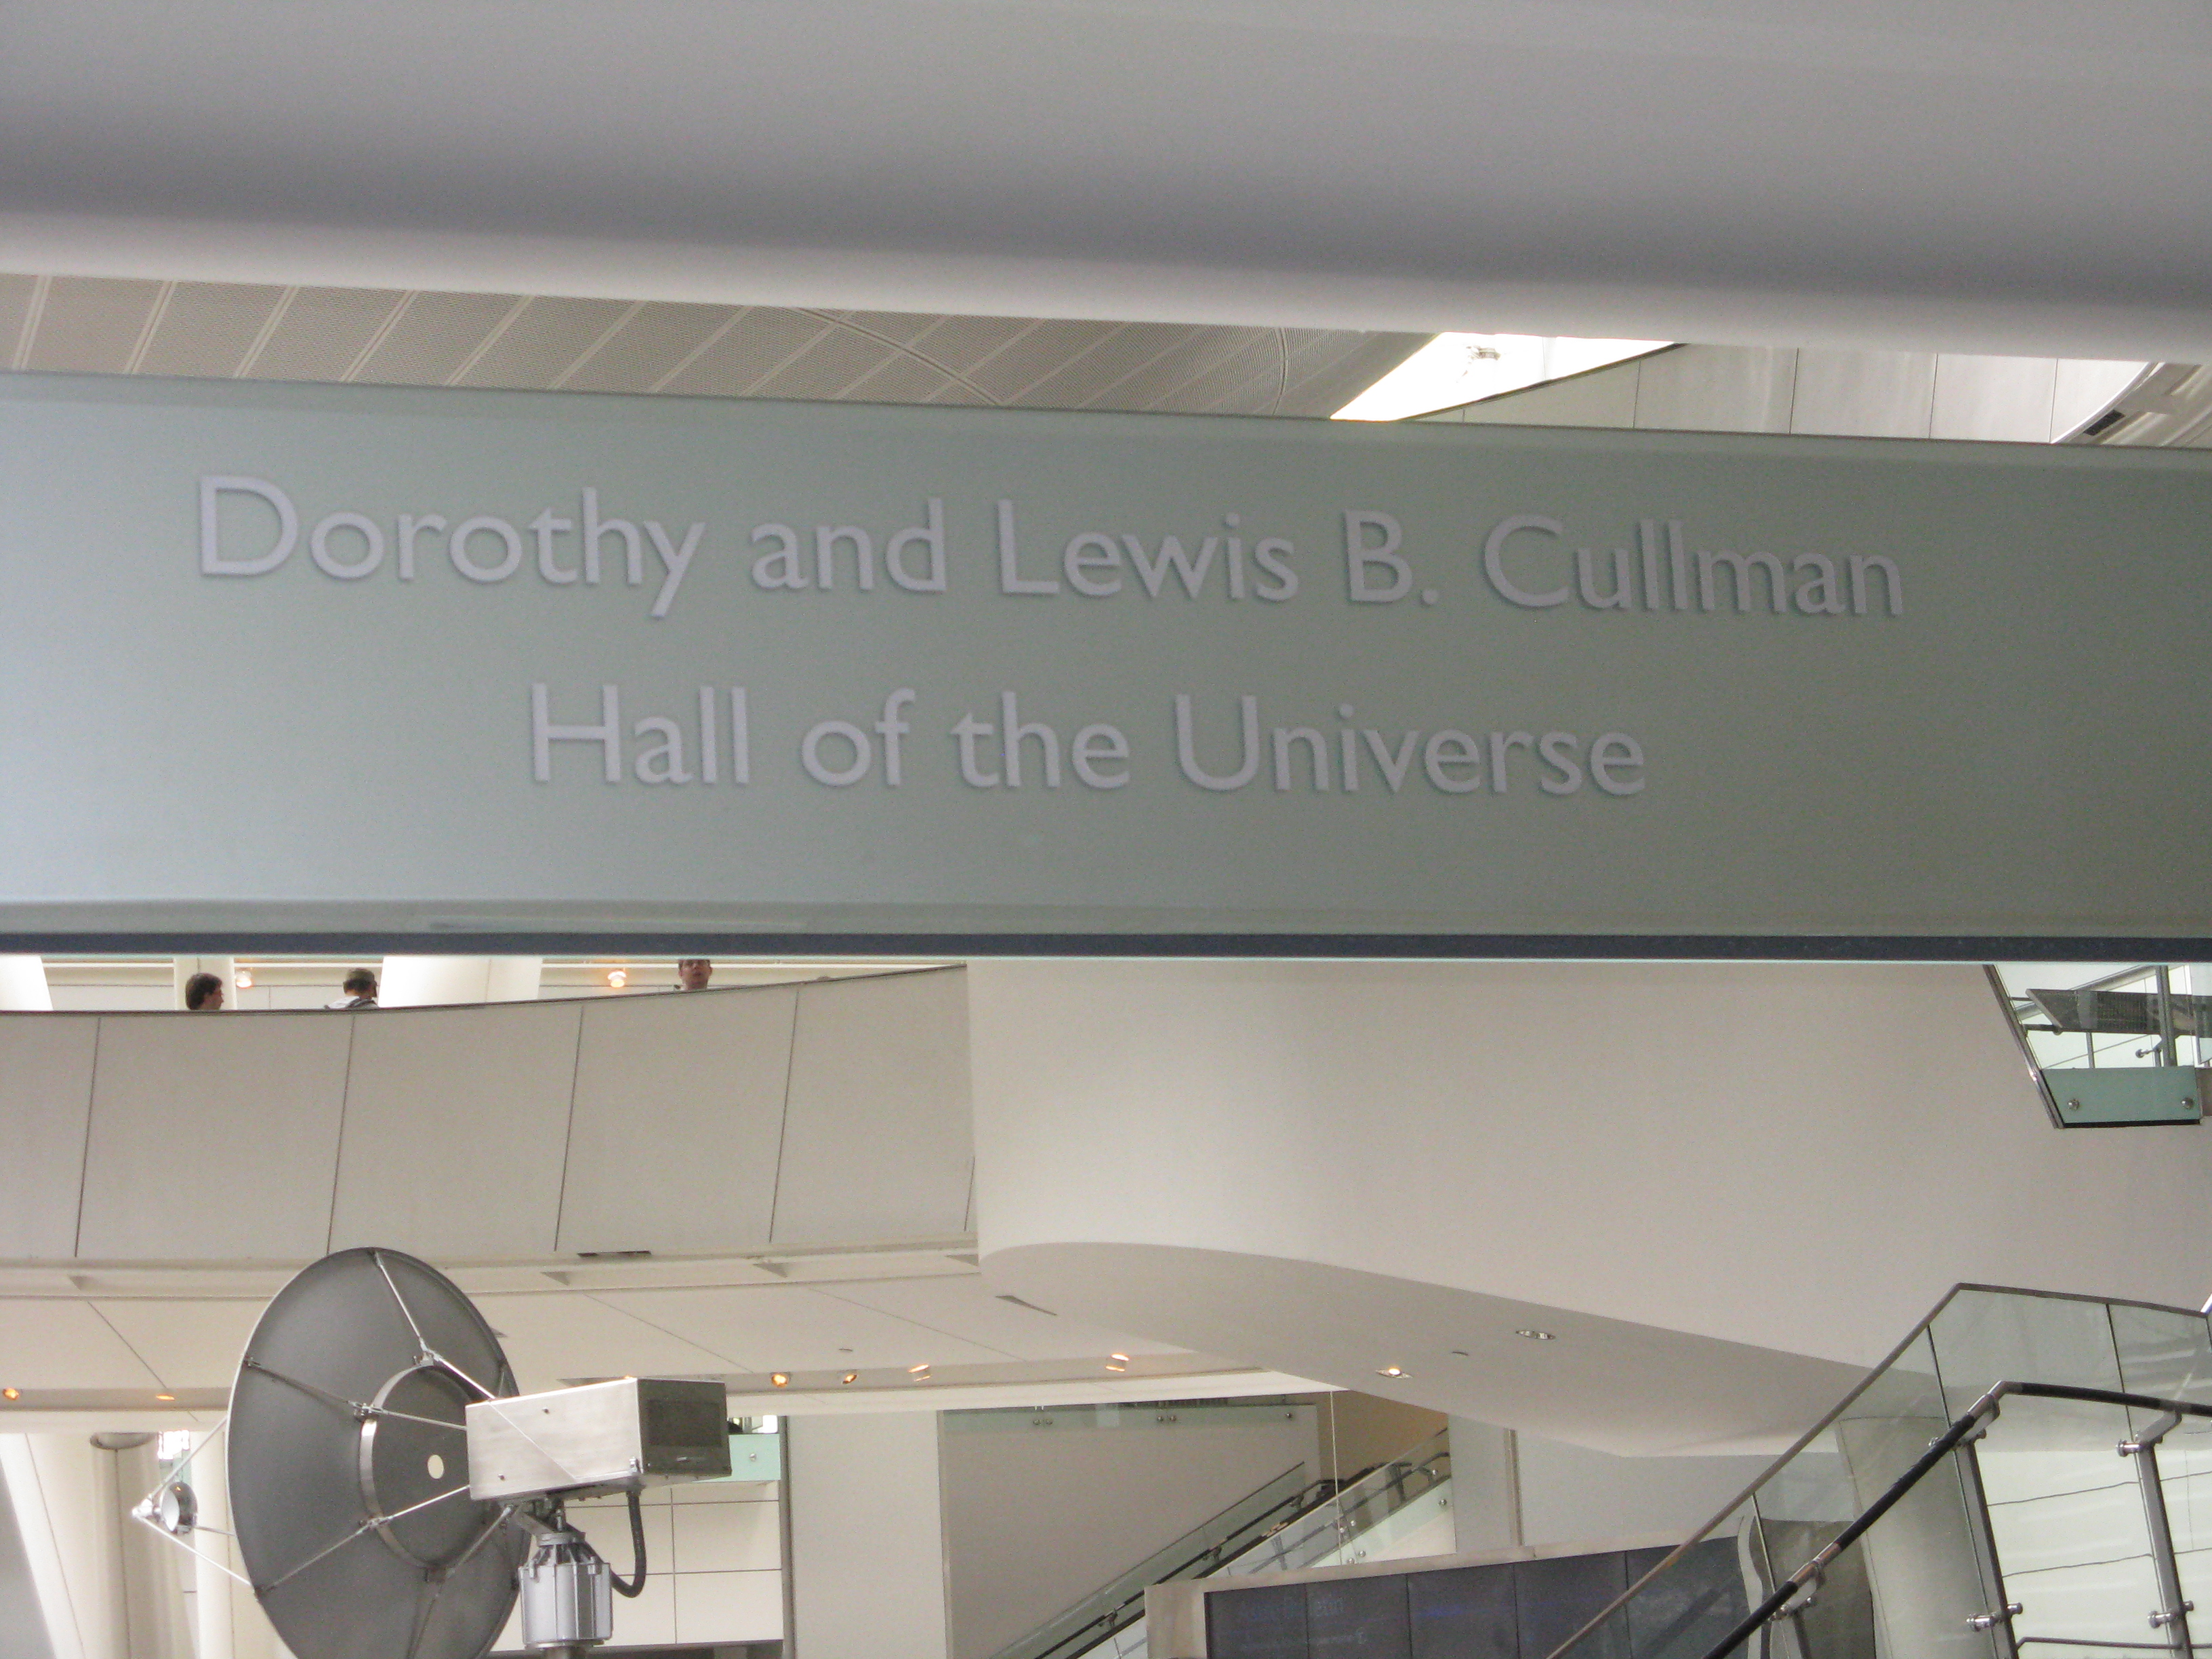 Dorothy and Lewis B. Cullman
Hall of the Universe